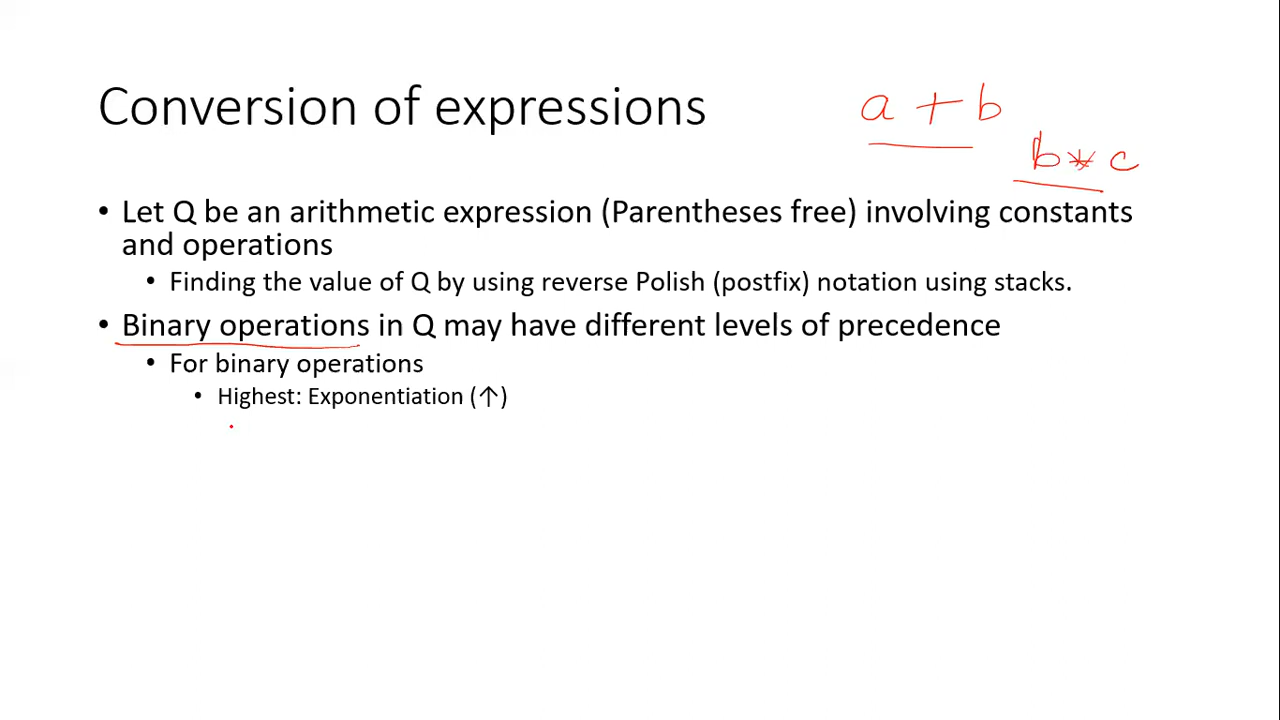 Conversion of expressions
a + b
b * c
• Let Q be an arithmetic expression (Parentheses free) involving constants
and operations
• Finding the value of Q by using reverse Polish (postfix) notation using stacks.
• Binary operations in Q may have different levels of precedence
• For binary operations
• Highest: Exponentiation (↑)